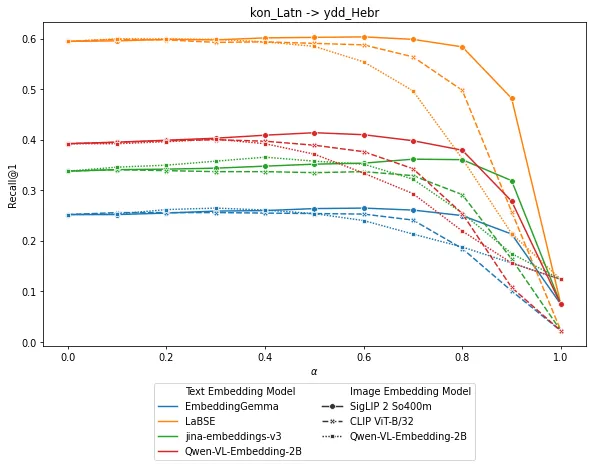 kon_Latn -> ydd_Hebr
Recall@1
0.6
0.5
0.4
0.3
0.2
0.1
0.0
0.0 0.2 0.4 0.6 0.8 1.0
α
Text Embedding Model
EmbeddingGemma
LaBSE
jina-embeddings-v3
Qwen-VL-Embedding-2B
Image Embedding Model
SigLIP 2 So400m
CLIP ViT-B/32
Qwen-VL-Embedding-2B